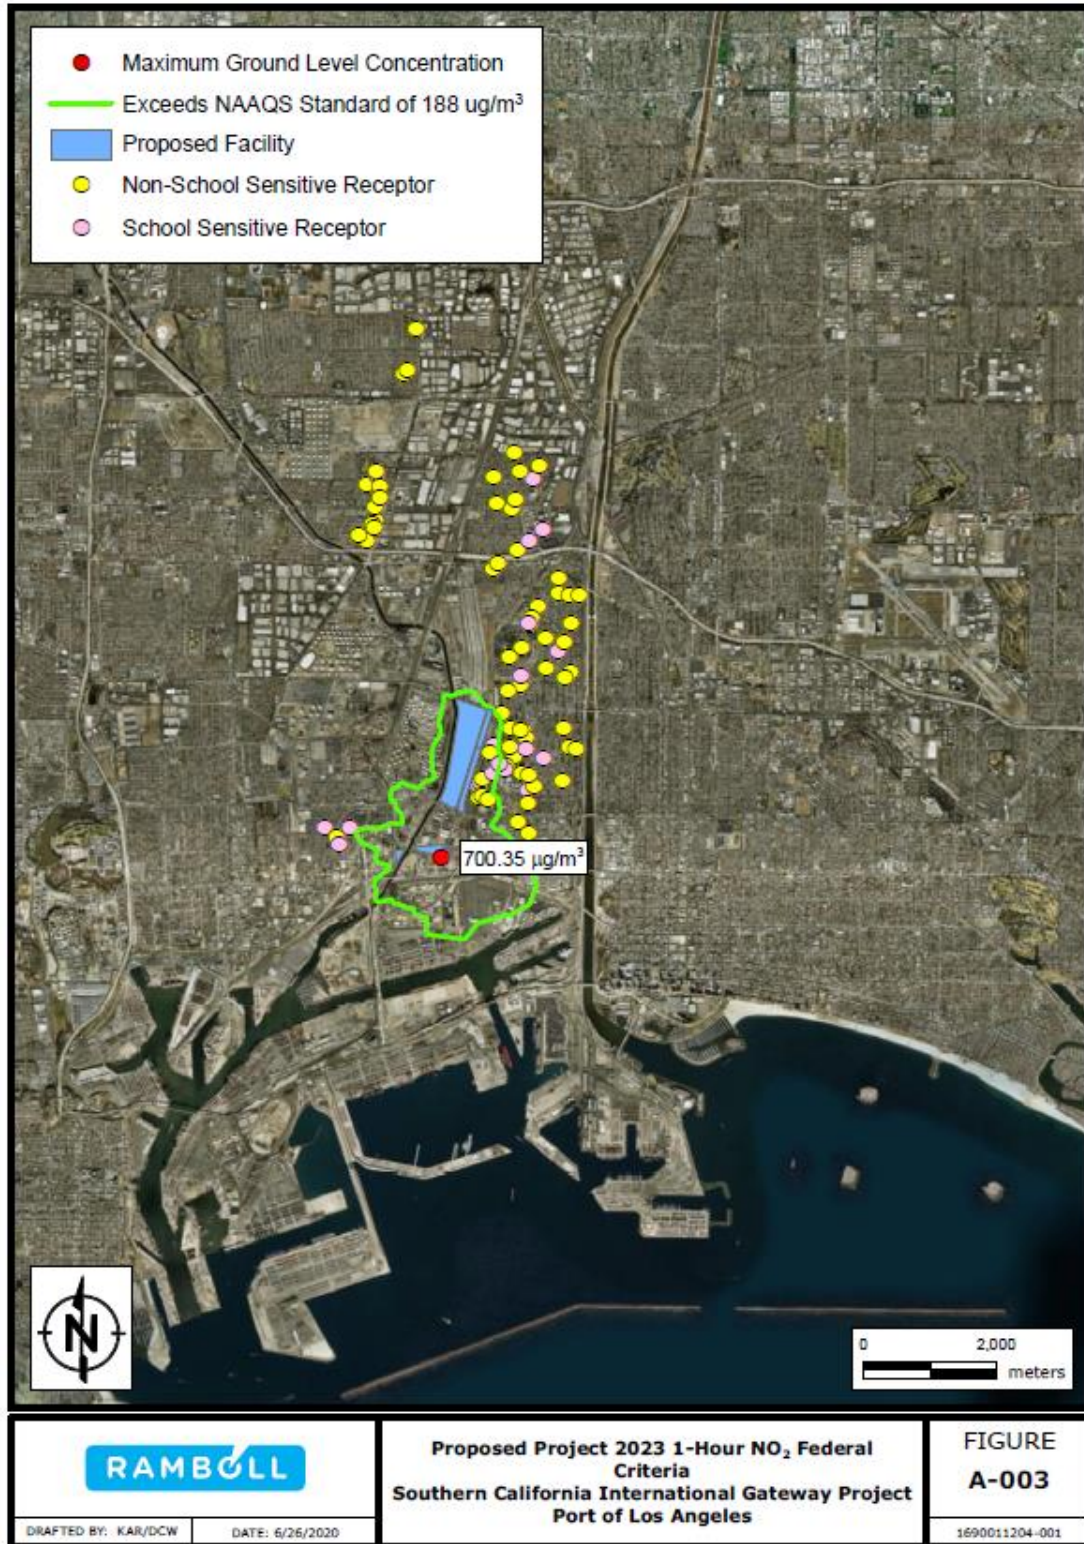 Maximum Ground Level Concentration
Exceeds NAAQS Standard of 188 ug/m³
Proposed Facility
Non-School Sensitive Receptor
School Sensitive Receptor
700.35 µg/m³
N
0 2,000
meters
RAMBOLL
DRAFTED BY: KAR/DCW
DATE: 6/26/2020
Proposed Project 2023 1-Hour NO₂ Federal
Criteria
Southern California International Gateway Project
Port of Los Angeles
FIGURE
A-003
1690011204-001